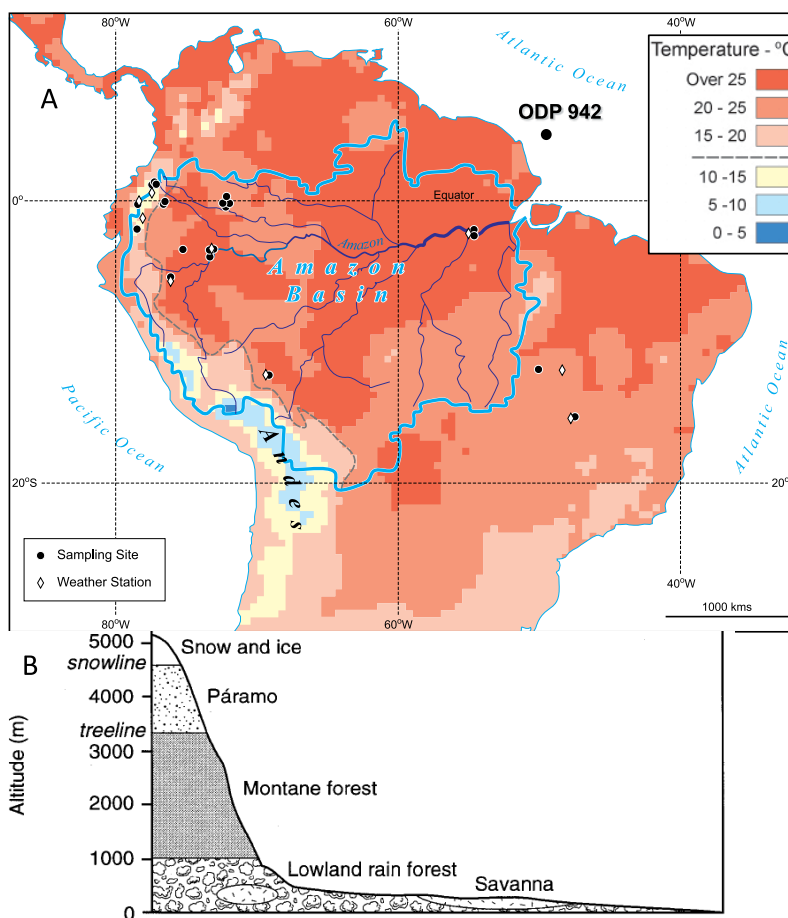 80°W
60°W
Atlantic Ocean
A
Temperature - °C
Over 25
20 - 25
15 - 20
10 -15
5 -10
0 - 5
ODP 942
0°
Equator
Amazon
Amazon
Basin
Pacific Ocean
Andes
Atlantic Ocean
20°S
20°
Sampling Site
Weather Station
40°W
80°W
60°W
40°W
1000 kms
B
Altitude (m)
5000
snowline
4000
treeline
3000
2000
1000
0
Snow and ice
Páramo
Montane forest
Lowland rain forest
Savanna